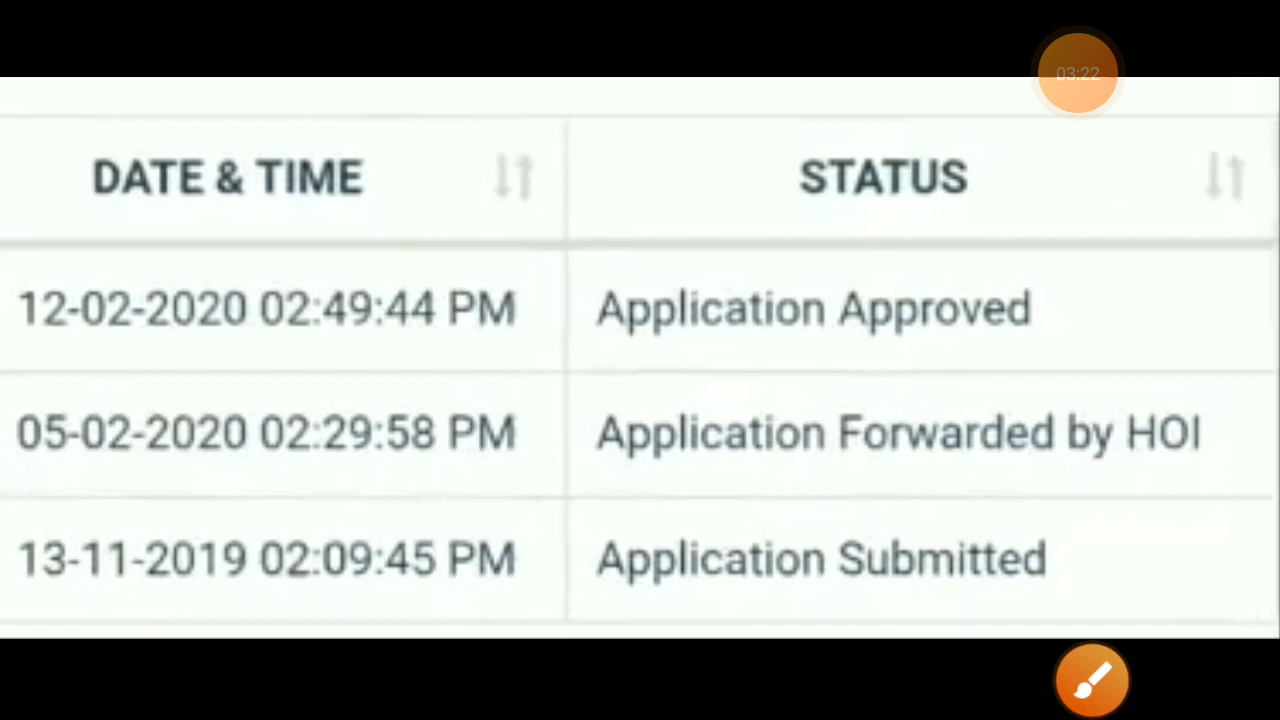 03:22
DATE & TIME STATUS
12-02-2020 02:49:44 PM Application Approved
05-02-2020 02:29:58 PM Application Forwarded by HOI
13-11-2019 02:09:45 PM Application Submitted